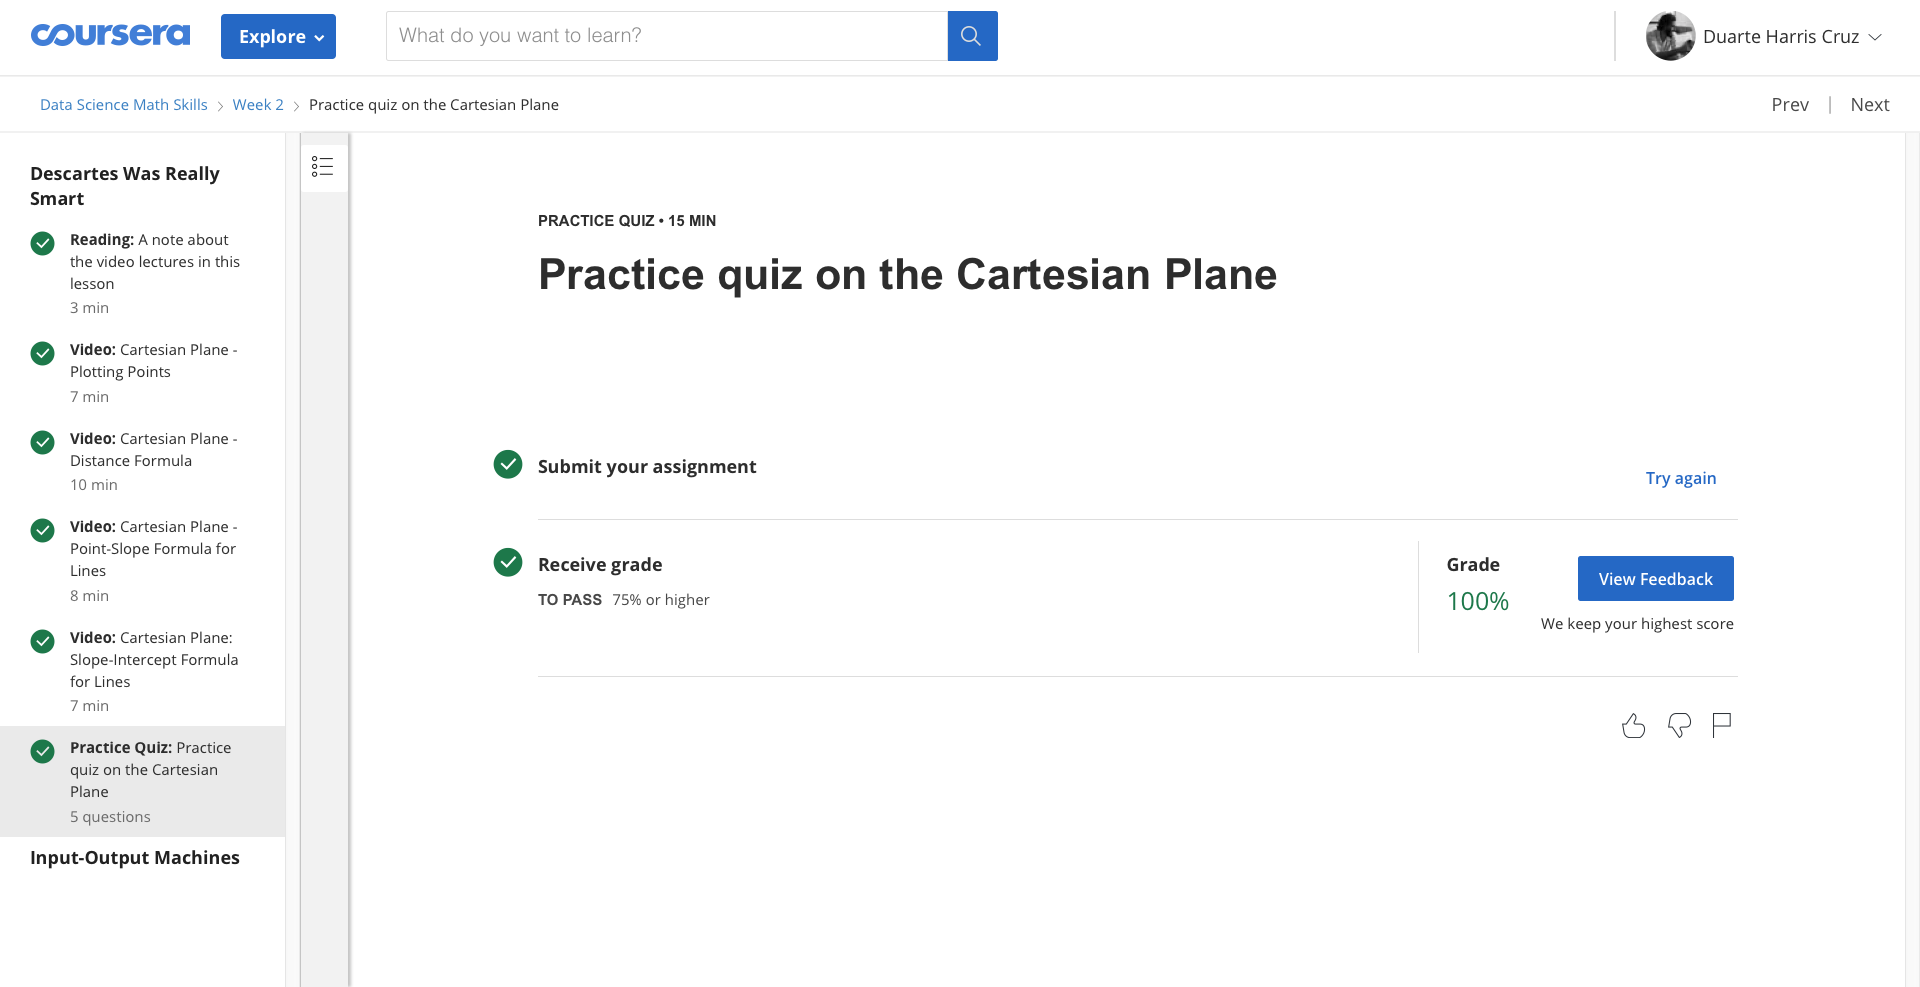 coursera
Explore
What do you want to learn?
Duarte Harris Cruz
Data Science Math Skills
Week 2
Practice quiz on the Cartesian Plane
Prev
Next
Descartes Was Really
Smart
Reading: A note about
the video lectures in this
lesson
3 min
Video: Cartesian Plane -
Plotting Points
7 min
Video: Cartesian Plane -
Distance Formula
10 min
Video: Cartesian Plane -
Point-Slope Formula for
Lines
8 min
Video: Cartesian Plane:
Slope-Intercept Formula
for Lines
7 min
Practice Quiz: Practice
quiz on the Cartesian
Plane
5 questions
Input-Output Machines
PRACTICE QUIZ • 15 MIN
Practice quiz on the Cartesian Plane
Submit your assignment
Try again
Receive grade
TO PASS 75% or higher
Grade
100%
View Feedback
We keep your highest score